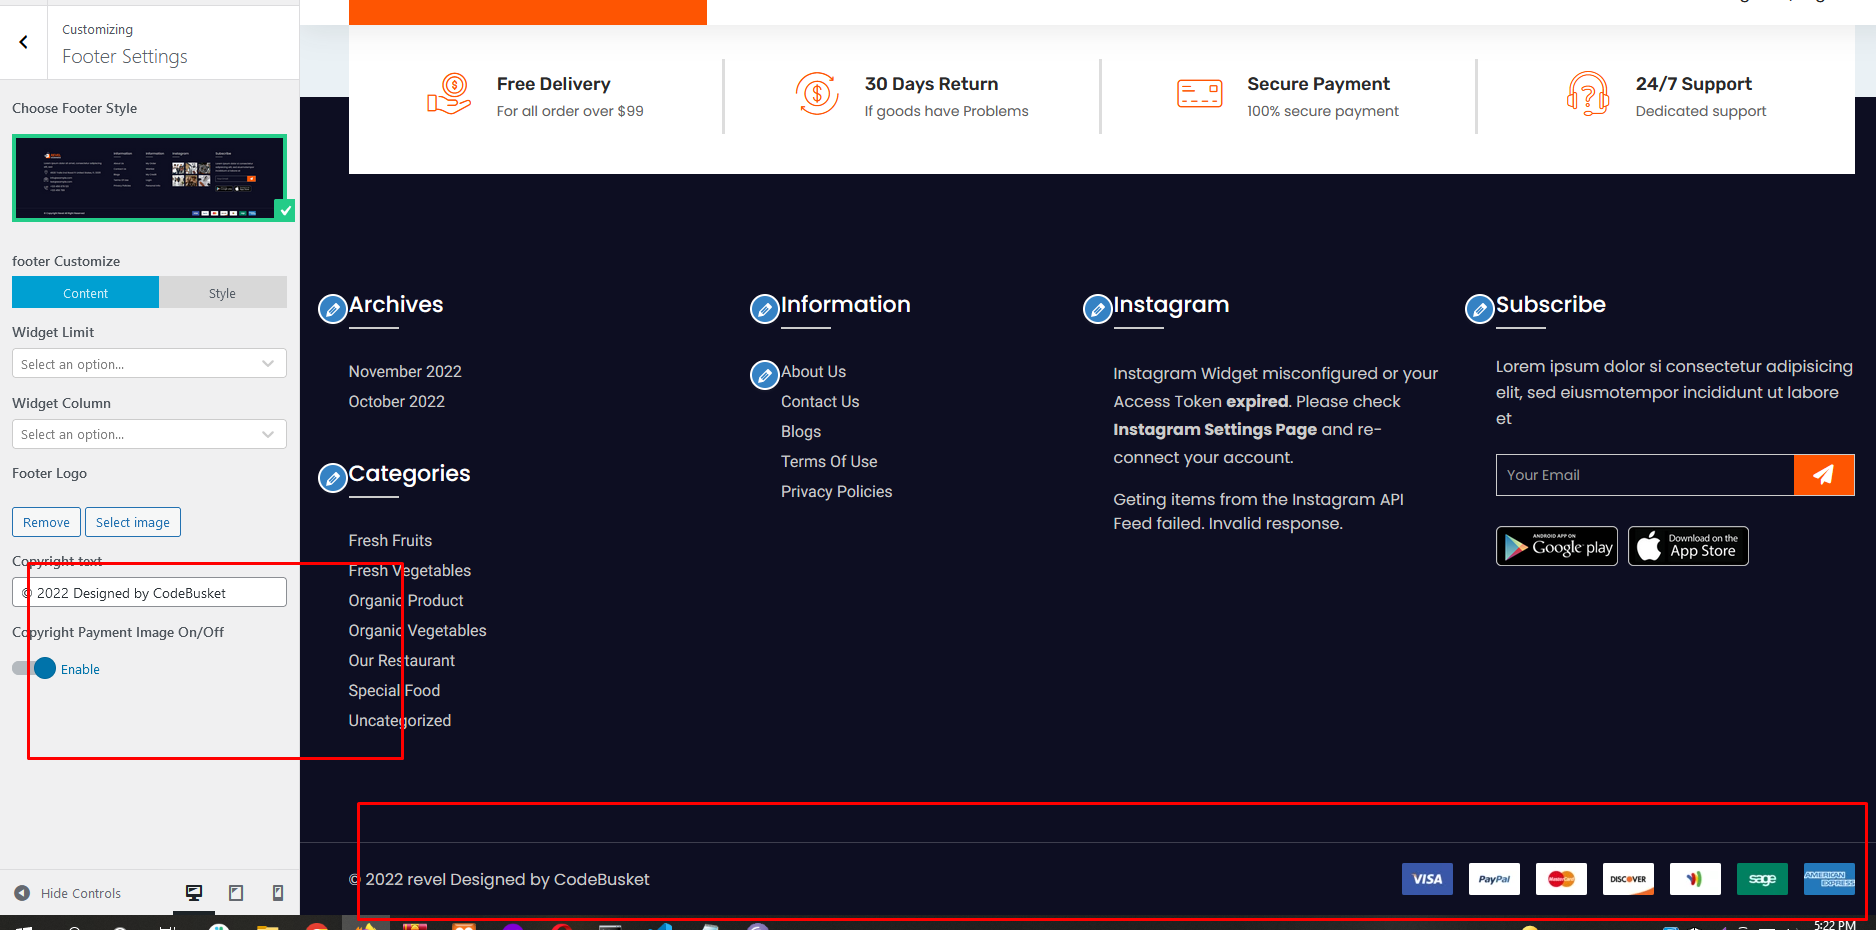 Customizing
Footer Settings
Choose Footer Style
footer Customize
Content
Style
Widget Limit
Select an option...
Widget Column
Select an option...
Footer Logo
Remove
Select image
Copyright text
© 2022 Designed by CodeBusket
Copyright Payment Image On/Off
Enable
Hide Controls
Free Delivery
For all order over $99
30 Days Return
If goods have Problems
Secure Payment
100% secure payment
24/7 Support
Dedicated support
Archives
November 2022
October 2022
Categories
Fresh Fruits
Fresh Vegetables
Organic Product
Organic Vegetables
Our Restaurant
Special Food
Uncategorized
Information
About Us
Contact Us
Blogs
Terms Of Use
Privacy Policies
Instagram
Instagram Widget misconfigured or your
Access Token expired. Please check
Instagram Settings Page and re-
connect your account.
Geting items from the Instagram API
Feed failed. Invalid response.
Subscribe
Lorem ipsum dolor si consectetur adipisicing
elit, sed eiusmotempor incididunt ut labore
et
Your Email
ANDROID APP ON
Google play
Download on the
App Store
© 2022 revel Designed by CodeBusket
VISA
PayPal
MasterCard
DISCOVER
sage
AMERICAN
EXPRESS
5:22 PM